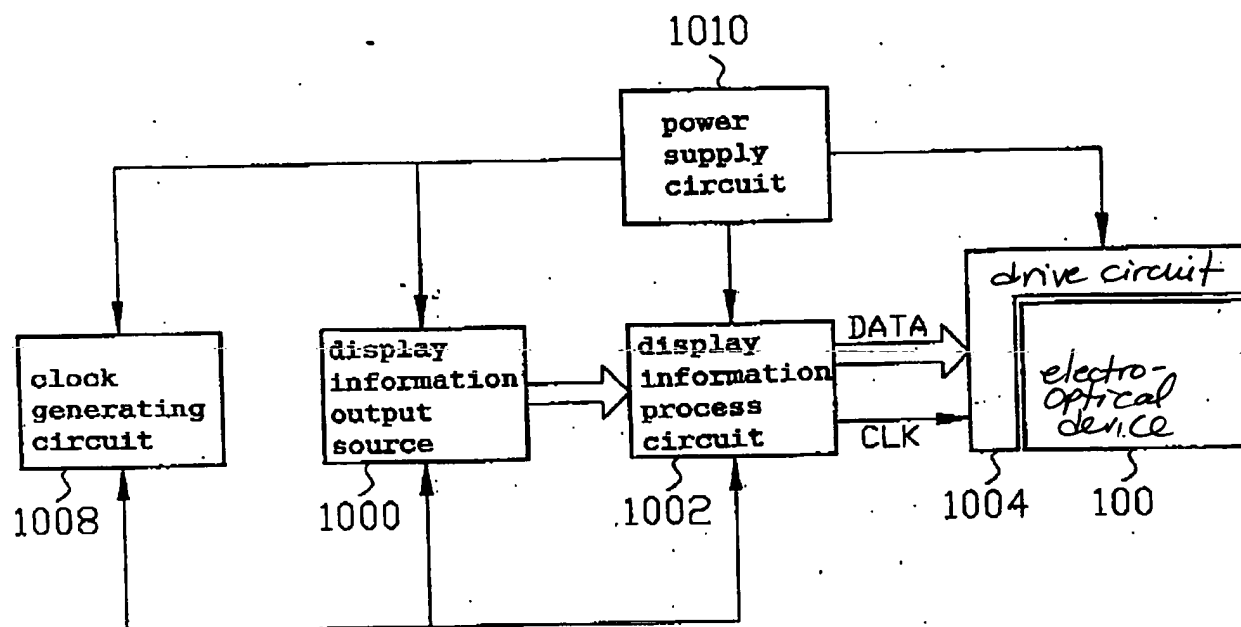 1010
power
supply
circuit
drive circuit
DATA
display
information
output
source
display
information
process
circuit
clock
generating
circuit
electro-
optical
device
CLK
1008
1000
1002
1004
100